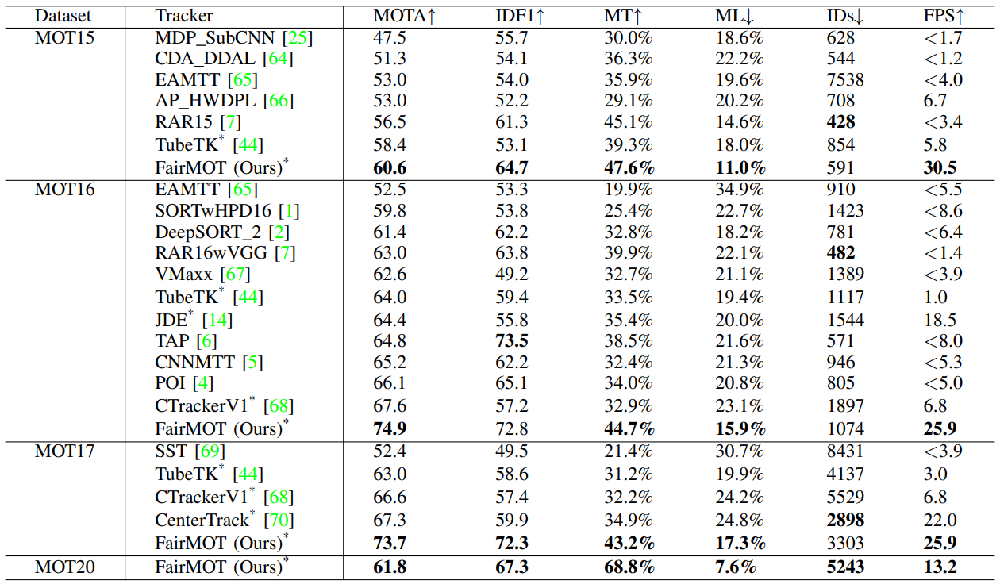 Dataset Tracker MOTA↑ IDF1↑ MT↑ ML↓ IDs↓ FPS↑
MOT15 MDP_SubCNN [25] 47.5 55.7 30.0% 18.6% 628 <1.7
CDA_DDAL [64] 51.3 54.1 36.3% 22.2% 544 <1.2
EAMTT [65] 53.0 54.0 35.9% 19.6% 7538 <4.0
AP_HWDPL [66] 53.0 52.2 29.1% 20.2% 708 6.7
RAR15 [7] 56.5 61.3 45.1% 14.6% 428 <3.4
TubeTK* [44] 58.4 53.1 39.3% 18.0% 854 5.8
FairMOT (Ours)* 60.6 64.7 47.6% 11.0% 591 30.5
MOT16 EAMTT [65] 52.5 53.3 19.9% 34.9% 910 <5.5
SORTwHPD16 [1] 59.8 53.8 25.4% 22.7% 1423 <8.6
DeepSORT_2 [2] 61.4 62.2 32.8% 18.2% 781 <6.4
RAR16wVGG [7] 63.0 63.8 39.9% 22.1% 482 <1.4
VMaxx [67] 62.6 49.2 32.7% 21.1% 1389 <3.9
TubeTK* [44] 64.0 59.4 33.5% 19.4% 1117 1.0
JDE* [14] 64.4 55.8 35.4% 20.0% 1544 18.5
TAP [6] 64.8 73.5 38.5% 21.6% 571 <8.0
CNNMTT [5] 65.2 62.2 32.4% 21.3% 946 <5.3
POI [4] 66.1 65.1 34.0% 20.8% 805 <5.0
CTrackerV1* [68] 67.6 57.2 32.9% 23.1% 1897 6.8
FairMOT (Ours)* 74.9 72.8 44.7% 15.9% 1074 25.9
MOT17 SST [69] 52.4 49.5 21.4% 30.7% 8431 <3.9
TubeTK* [44] 63.0 58.6 31.2% 19.9% 4137 3.0
CTrackerV1* [68] 66.6 57.4 32.2% 24.2% 5529 6.8
CenterTrack* [70] 67.3 59.9 34.9% 24.8% 2898 22.0
FairMOT (Ours)* 73.7 72.3 43.2% 17.3% 3303 25.9
MOT20 FairMOT (Ours)* 61.8 67.3 68.8% 7.6% 5243 13.2